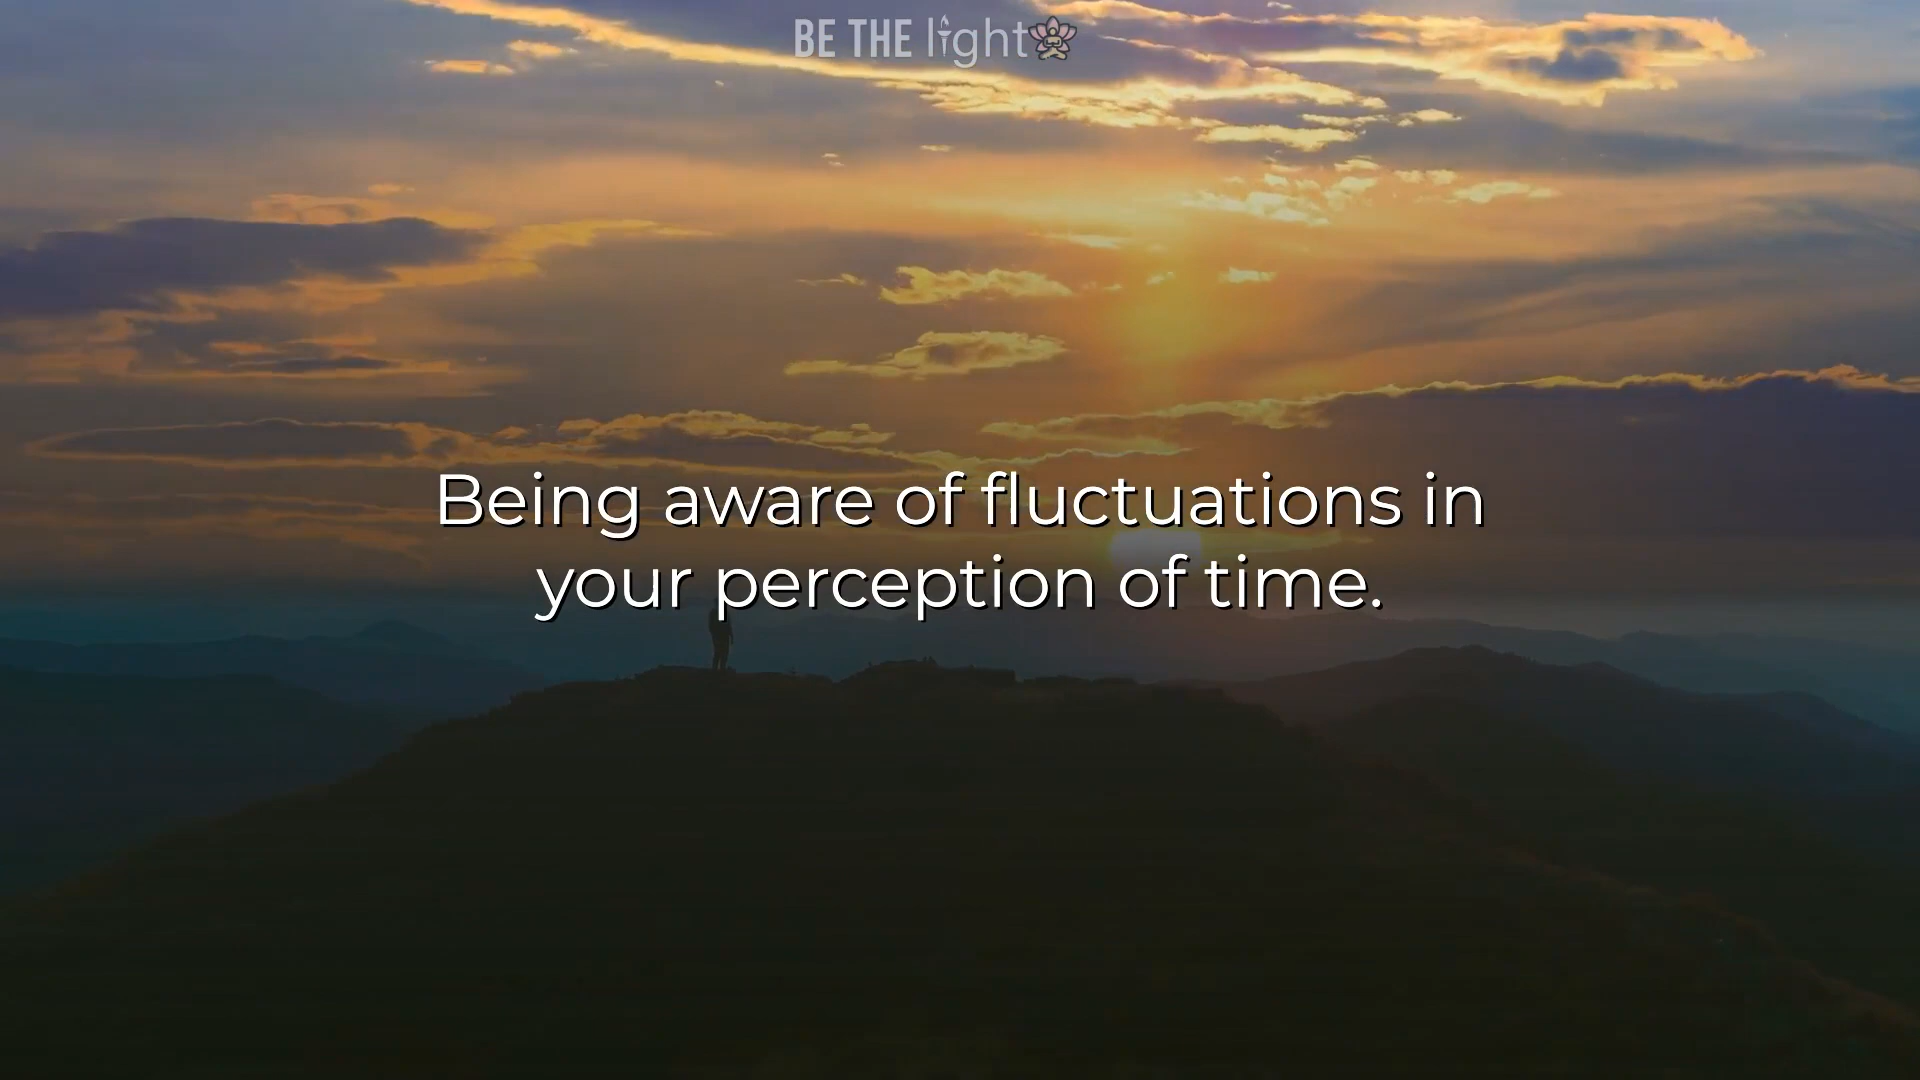 BE THE light
Being aware of fluctuations in
your perception of time.